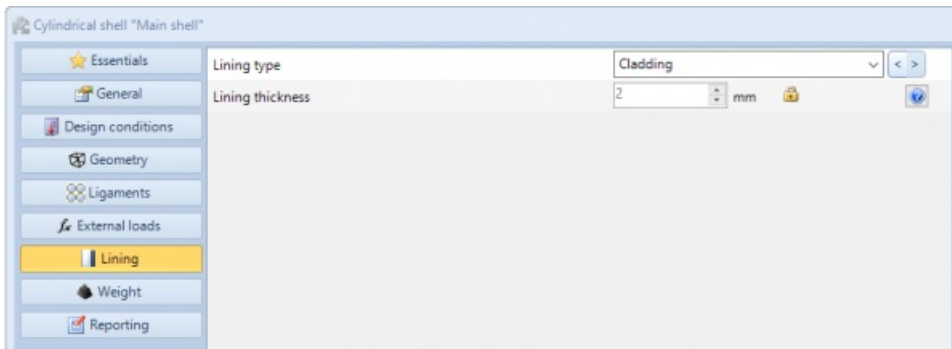 Cylindrical shell "Main shell"
Essentials
General
Design conditions
Geometry
Ligaments
fx External loads
Lining
Weight
Reporting
Lining type Cladding < >
Lining thickness 2 mm ?